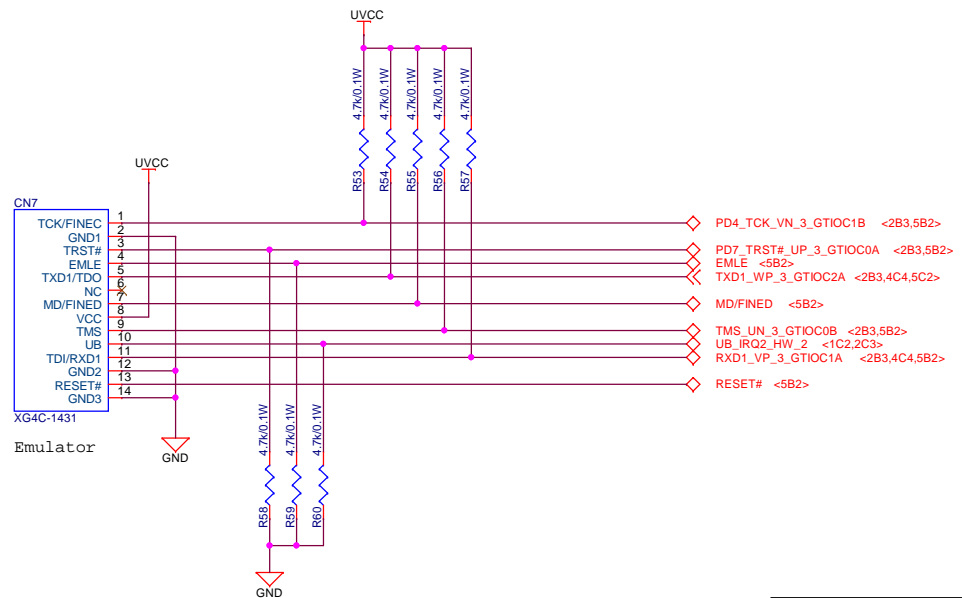 UVCC
4.7k/0.1W
4.7k/0.1W
4.7k/0.1W
4.7k/0.1W
4.7k/0.1W
R53
R54
R55
R56
R57
UVCC
CN7
TCK/FINEC 1 PD4_TCK_VN_3_GTIOC1B <2B3,5B2>
GND1 2
TRST# 3 PD7_TRST#_UP_3_GTIOC0A <2B3,5B2>
EMLE 4 EMLE <5B2>
TXD1/TDO 5 TXD1_WP_3_GTIOC2A <2B3,4C4,5C2>
NC 6
MD/FINED 7 MD/FINED <5B2>
VCC 8
TMS 9 TMS_UN_3_GTIOC0B <2B3,5B2>
UB 10 UB_IRQ2_HW_2 <1C2,2C3>
TDI/RXD1 11 RXD1_VP_3_GTIOC1A <2B3,4C4,5B2>
GND2 12
RESET# 13 RESET# <5B2>
GND3 14
XG4C-1431
Emulator
GND
4.7k/0.1W
4.7k/0.1W
4.7k/0.1W
R58
R59
R60
GND